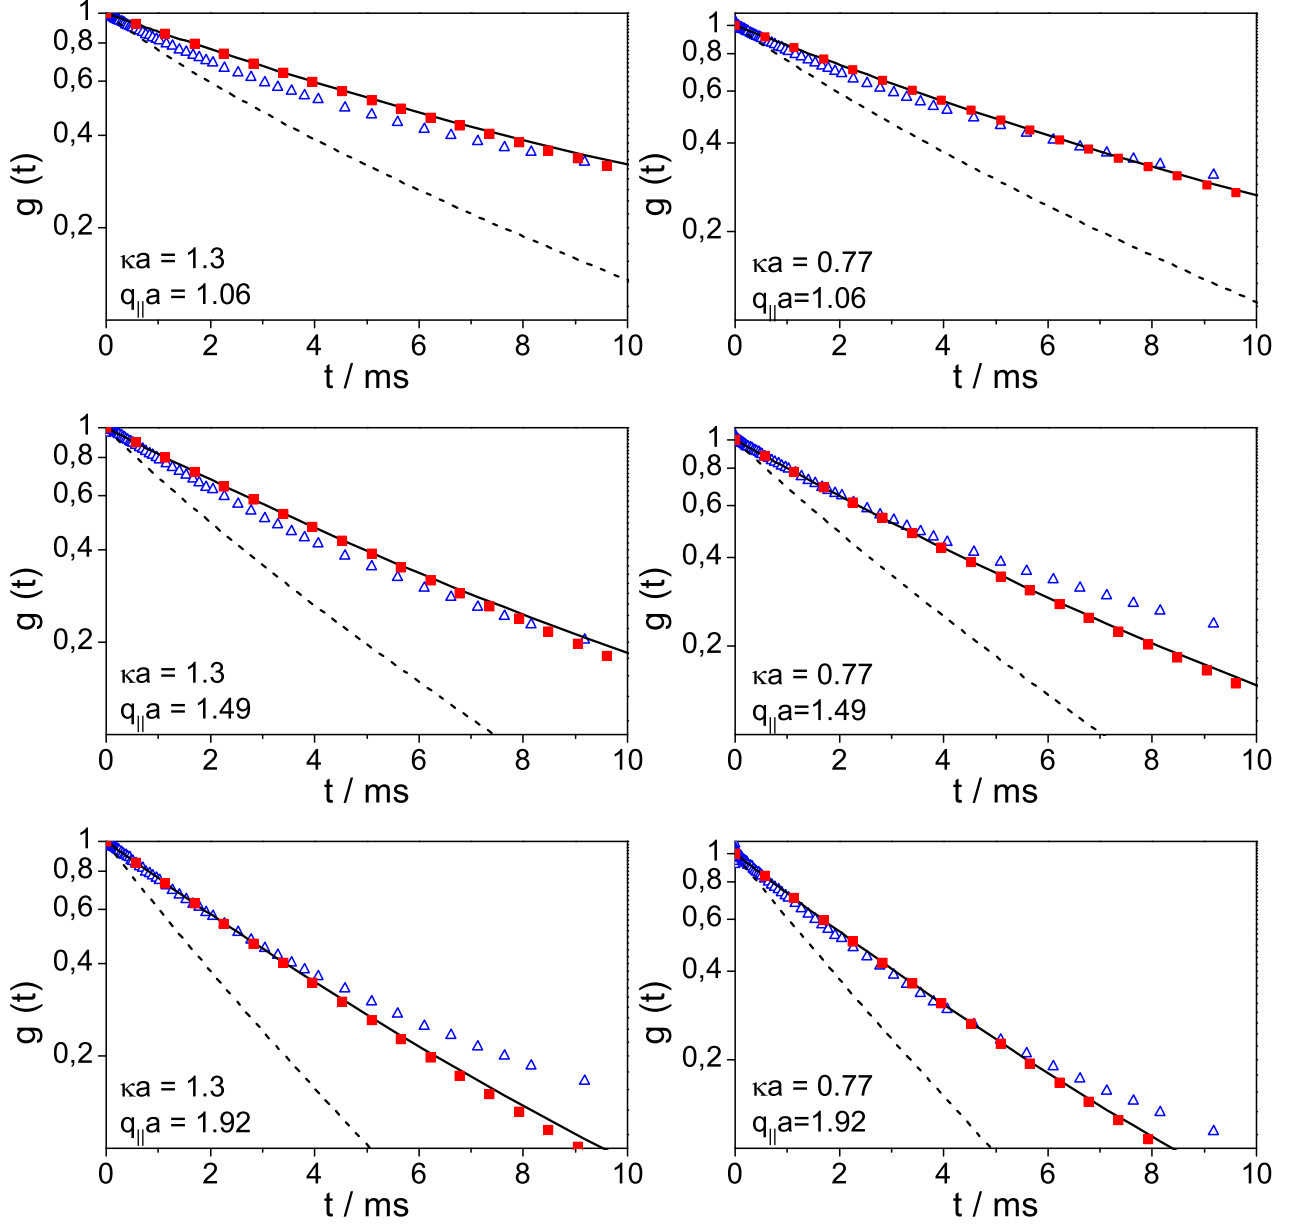 1
0.8
0.6
0.4
0,2
g (t)
κa = 1.3
q||a = 1.06
0 2 4 6 8 10
t / ms
1
0.8
0.6
0.4
0,2
g (t)
κa = 0.77
q||a=1.06
0 2 4 6 8 10
t / ms
1
0.8
0.6
0.4
0,2
g (t)
κa = 1.3
q||a = 1.49
0 2 4 6 8 10
t / ms
1
0.8
0.6
0.4
0,2
g (t)
κa = 0.77
q||a=1.49
0 2 4 6 8 10
t / ms
1
0.8
0.6
0.4
0,2
g (t)
κa = 1.3
q||a = 1.92
0 2 4 6 8 10
t / ms
1
0.8
0.6
0.4
0,2
g (t)
κa = 0.77
q||a=1.92
0 2 4 6 8 10
t / ms